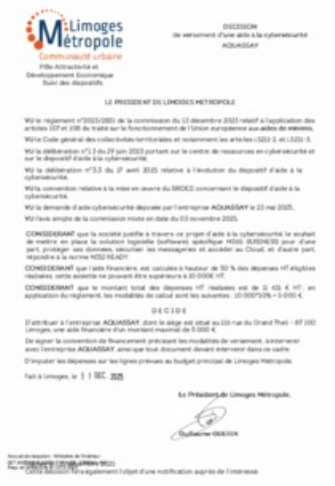 Limoges
Métropole
Communauté urbaine
Pôle Attractivité et
Développement Economique
Suivi des dispositifs
DECISION
de versement d'une aide à la cybersécurité
AQUASSAY
LE PRESIDENT DE LIMOGES METROPOLE
VU le règlement n°2023/2831 de la commission du 13 décembre 2023 relatif à l'application des
articles 107 et 108 du traité sur le fonctionnement de l'Union européenne aux aides de minimis,
VU le Code général des collectivités territoriales et notamment les articles
VU la délibération n°1.3 du 29 juin 2023 portant sur le centre de ressources en cybersécurité et
sur le dispositif d'aide à la cybersécurité,
VU la délibération n°3.3 du 17 avril 2025 relative à l'évolution du dispositif d'aide à la
cybersécurité,
VU la convention relative à la mise en œuvre du SRDEII concernant le dispositif d'aide à la
cybersécurité,
VU la demande d'aide cybersécurité déposée par l'entreprise AQUASSAY le 23 mai 2025,
VU l'avis simple de la commission mixte en date du 03 novembre 2025,
CONSIDERANT que la société justifie à travers ce projet d'aide à la cybersécurité, le souhait
de mettre en place la solution logicielle (software) spécifique BUSINESS pour d'une
part, protéger ses données, sécuriser les messageries et accéder au Cloud, et d'autre part,
répondre à la norme NIS2 READY.
CONSIDERANT que l'aide financière, est calculée à hauteur de 50 % des dépenses HT éligibles
réalisées, cette assiette ne pouvant être supérieure à 10 000€ HT,
CONSIDERANT que le montant total des dépenses HT réalisées est de 11 431 € HT ; en
application du règlement, les modalités de calcul sont les suivantes : 10 000*50% = 5 000 €.
D E C I D E
D'attribuer à l'entreprise AQUASSAY, dont le siège est situé au 116 rue du Grand Theil – 87 100
Limoges, une aide financière d'un montant maximal de 5 000 €.
De signer la convention de financement précisant les modalités de versement, à intervenir
avec l'entreprise AQUASSAY, ainsi que tout document devant intervenir dans ce cadre.
D'imputer les dépenses sur les lignes prévues au budget principal de Limoges Métropole.
Fait à Limoges, le 11 DEC. 2025
Le Président de Limoges Métropole,
Guillaume GUERIN
Accusé de réception - Ministère de l'intérieur
Cette décision fera également l'objet d'une notification auprès de l'intéressé.